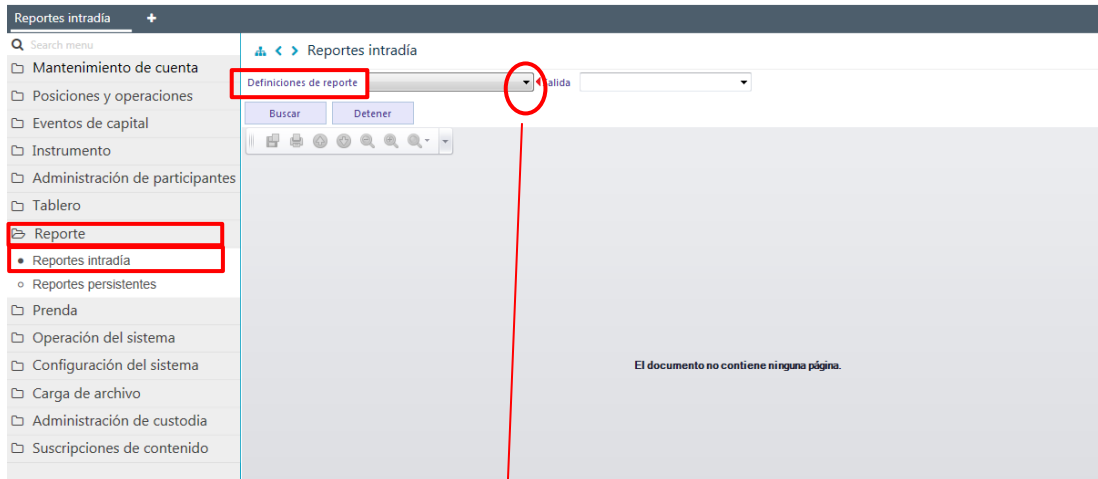 Reportes intradía
Search menu
Mantenimiento de cuenta
Posiciones y operaciones
Eventos de capital
Instrumento
Administración de participantes
Tablero
Reporte
Reportes intradía
Reportes persistentes
Prenda
Operación del sistema
Configuración del sistema
Carga de archivo
Administración de custodia
Suscripciones de contenido
Reportes intradía
Definiciones de reporte
Buscar Detener
El documento no contiene ninguna página.